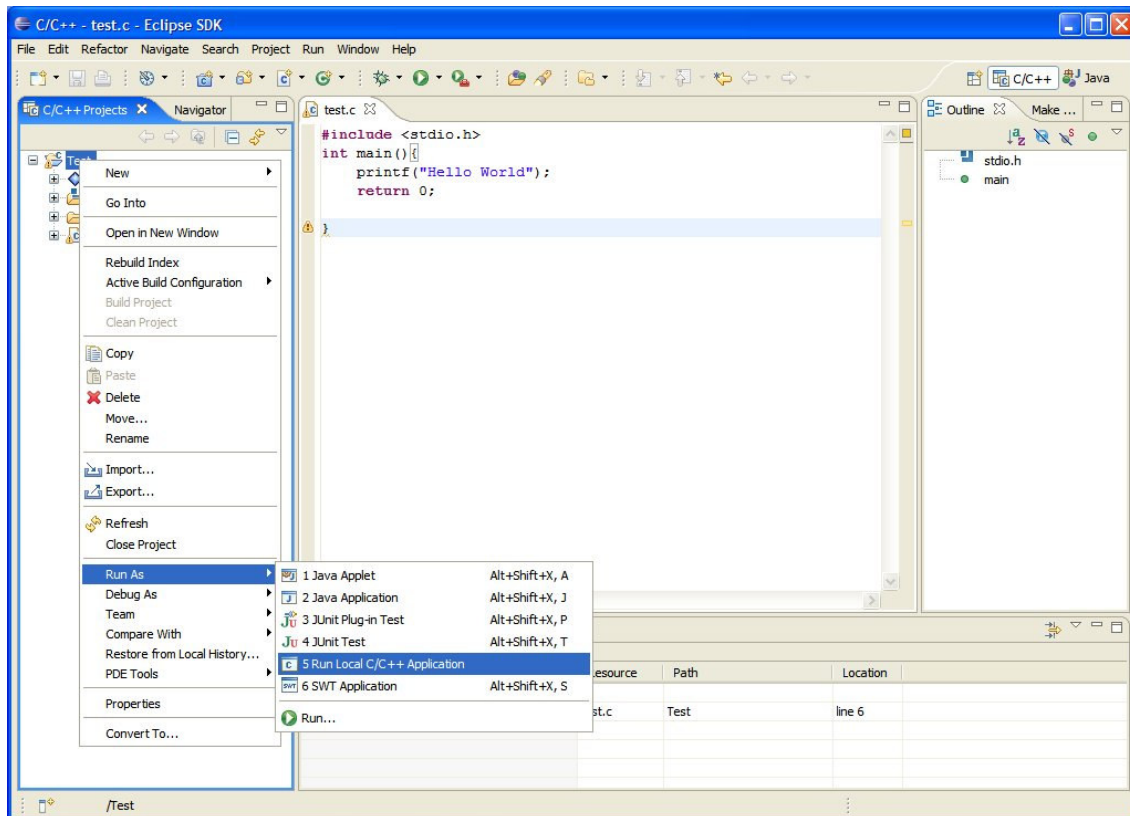 C/C++ - test.c - Eclipse SDK
File Edit Refactor Navigate Search Project Run Window Help
C/C++ Java
C/C++ Projects Navigator
test.c
Outline Make ...
#include <stdio.h>
int main(){
printf("Hello World");
return 0;
}
stdio.h
main
Test
New
Go Into
Open in New Window
Rebuild Index
Active Build Configuration
Build Project
Clean Project
Copy
Paste
Delete
Move...
Rename
Import...
Export...
Refresh
Close Project
Run As
Debug As
Team
Compare With
Restore from Local History...
PDE Tools
Properties
Convert To...
1 Java Applet Alt+Shift+X, A
2 Java Application Alt+Shift+X, J
3 JUnit Plug-in Test Alt+Shift+X, P
4 JUnit Test Alt+Shift+X, T
5 Run Local C/C++ Application
6 SWT Application Alt+Shift+X, S
Run...
Path Location
Test line 6
/Test